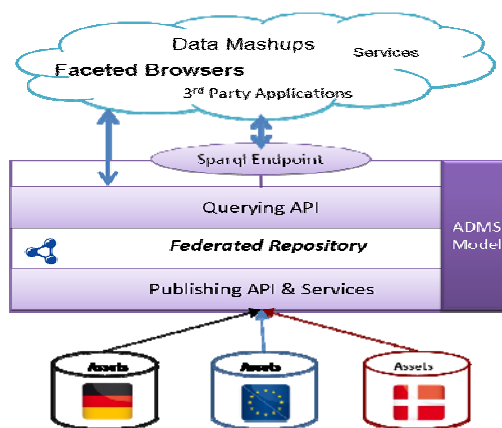 Data Mashups
Services
Faceted Browsers
3rd Party Applications
Sparql Endpoint
Querying API
ADMS
Model
Federated Repository
Publishing API & Services
Assets
Assets
Assets